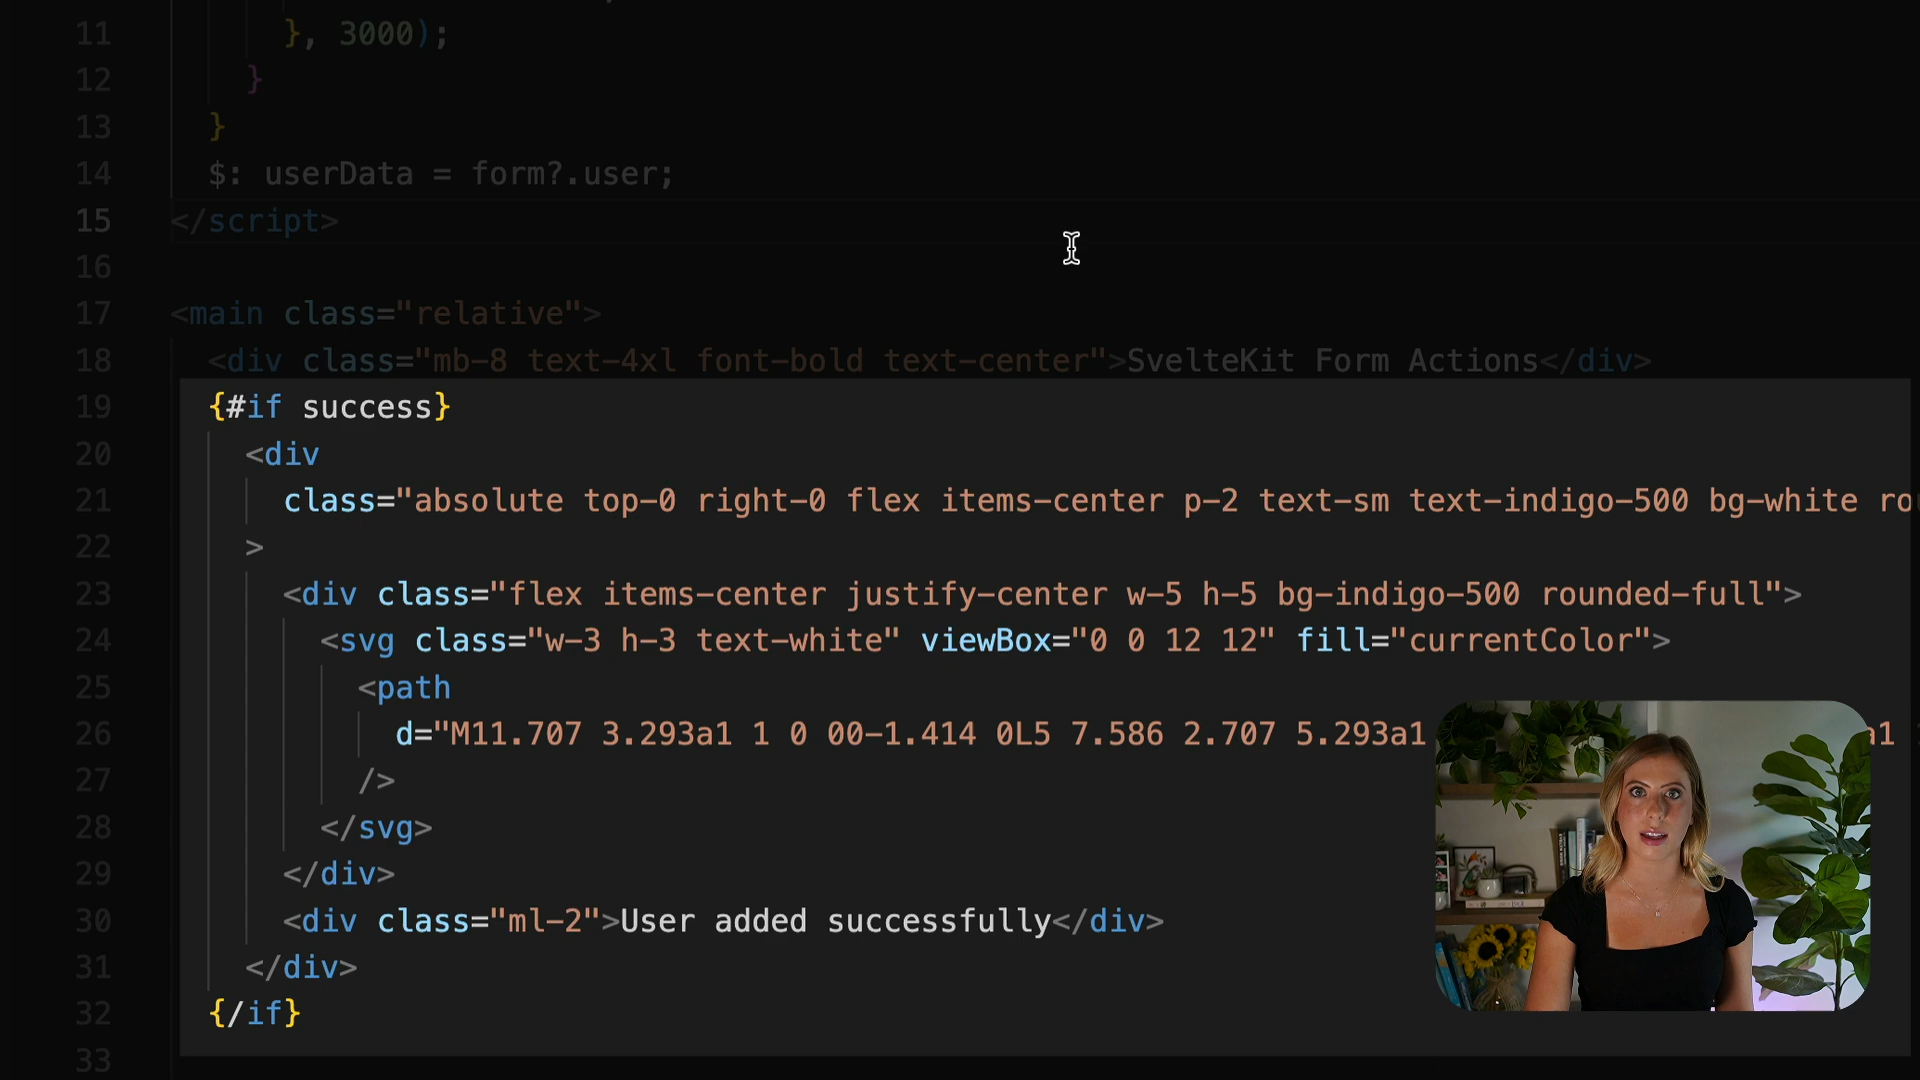 11 }, 3000);
12 }
13 }
14 $: userData = form?.user;
15 </script>
16
17 <main class="relative">
18 <div class="mb-8 text-4xl font-bold text-center">SvelteKit Form Actions</div>
19 {#if success}
20 <div
21 class="absolute top-0 right-0 flex items-center p-2 text-sm text-indigo-500 bg-white ro
22 >
23 <div class="flex items-center justify-center w-5 h-5 bg-indigo-500 rounded-full">
24 <svg class="w-3 h-3 text-white" viewBox="0 0 12 12" fill="currentColor">
25 <path
26 d="M11.707 3.293a1 1 0 00-1.414 0L5 7.586 2.707 5.293a1 a1
27 />
28 </svg>
29 </div>
30 <div class="ml-2">User added successfully</div>
31 </div>
32 {/if}
33